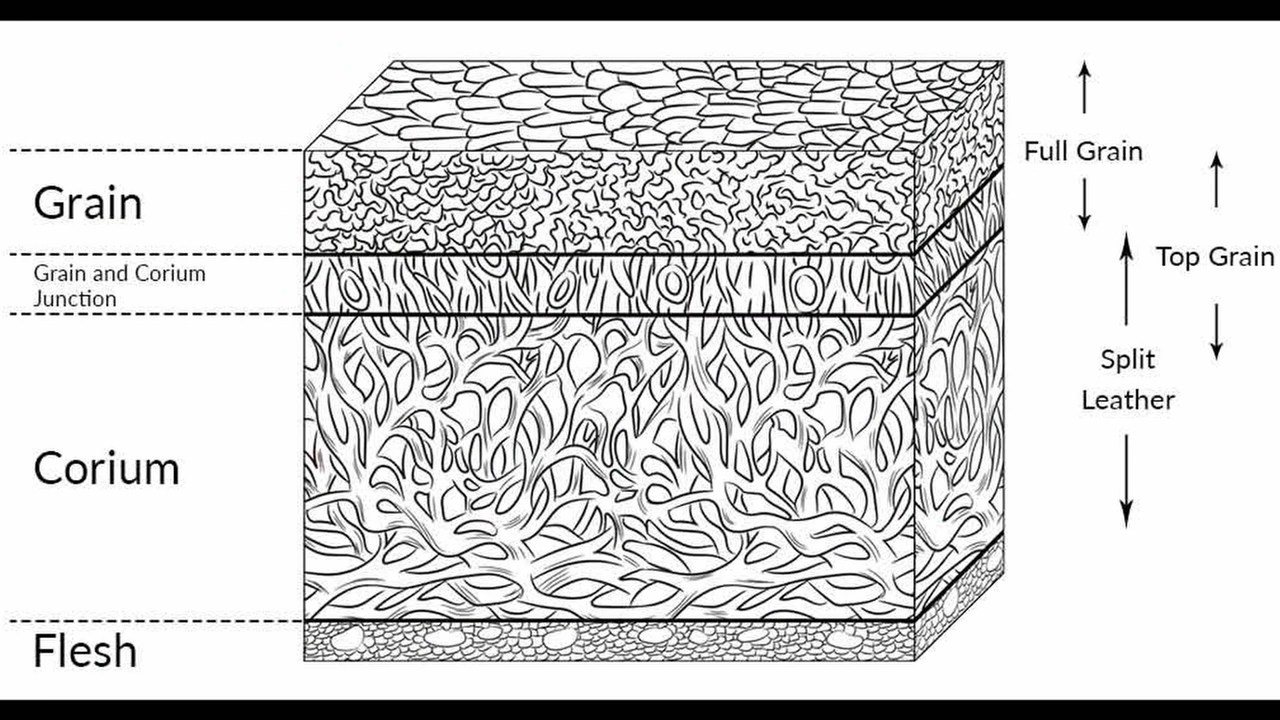 Grain
Grain and Corium
Junction
Corium
Flesh
Full Grain
Top Grain
Split
Leather